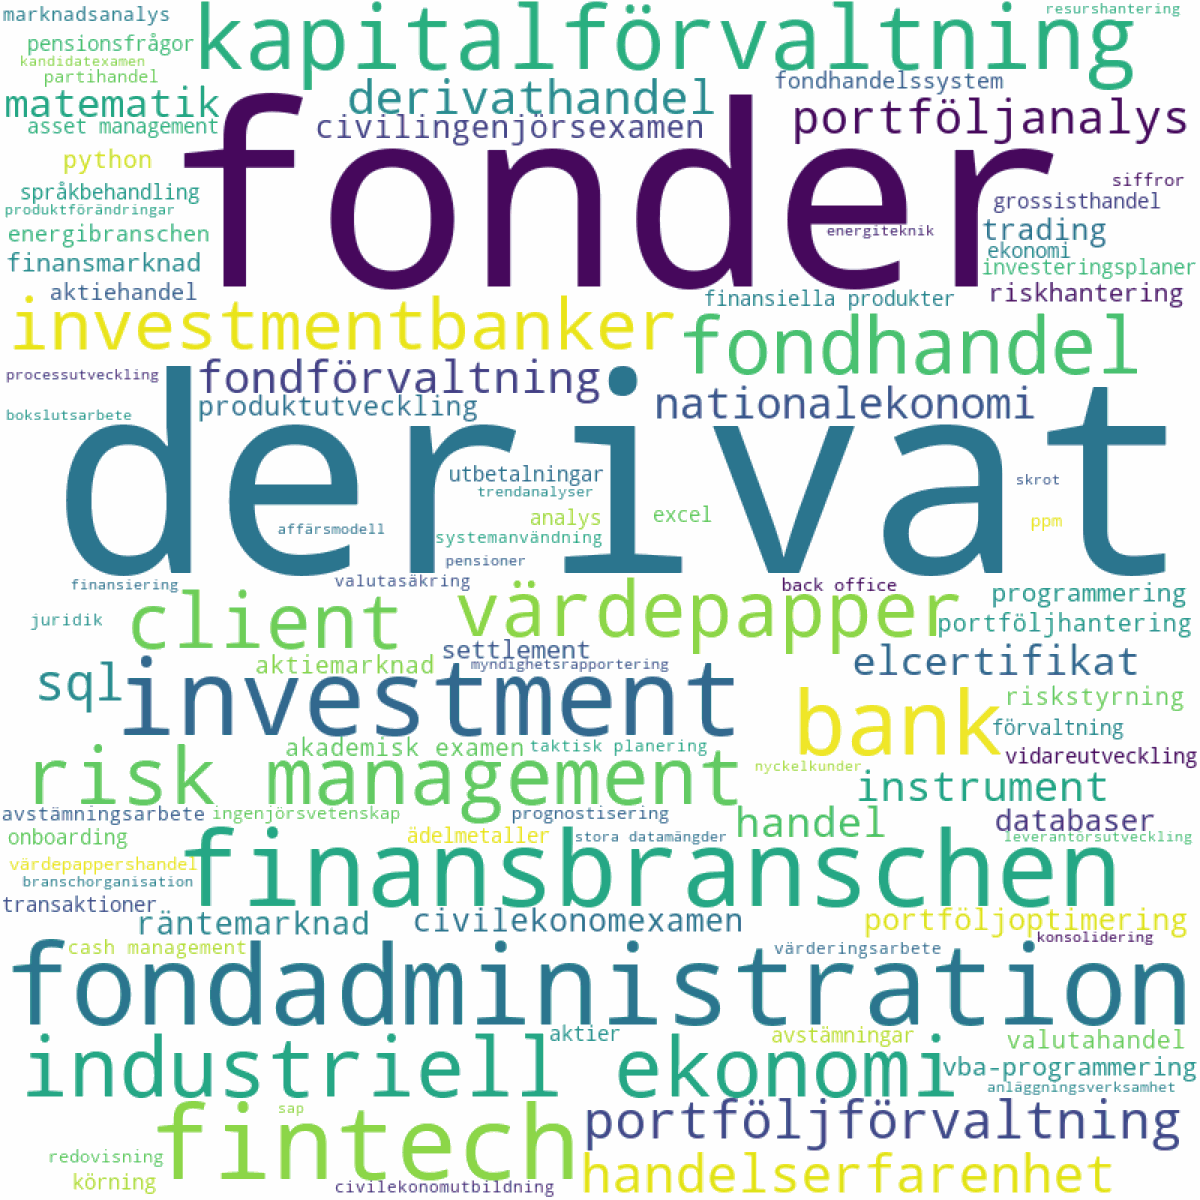 marknadsanalys
kapitalförvaltning
resurshantering
pensionsfrågor
kandidatexamen
partihandel
fondhandelssystem
matematik
derivathandel
portföljanalys
asset management
civilingenjörsexamen
fonder
python
språkbehandling
siffror
produktförändringar
grossisthandel
energibranschen
energiteknik
trading
ekonomi
finansmarknad
investeringsplaner
aktiehandel
finansiella produkter
riskhantering
investmentbanker
fondhandel
processutveckling
fondförvaltning
bokslutsarbete
produktutveckling
nationalekonomi
derivat
utbetalningar
trendanalyser
skrot
affärsmodell
analys
excel
ppm
systemanvändning
pensioner
finansiering
valutasäkring
back office
juridik
client
värdepapper
programmering
portföljhantering
settlement
sql
aktiemarknad
myndighetsrapportering
elcertifikat
investment
bank
riskstyrning
förvaltning
akademisk examen
taktisk planering
vidareutveckling
risk management
nyckelkunder
instrument
avstämningsarbete
ingenjörsvetenskap
prognostisering
handel
databaser
onboarding
ädelmetaller
stora datamängder
leverantörsutveckling
värdepappershandel
finansbranschen
branschorganisation
transaktioner
räntemarknad
civilekonomexamen
portföljoptimering
cash management
värderingsarbete
konsolidering
fondadministration
aktier
avstämningar
valutahandel
industriell ekonomi
vba-programmering
anläggningsverksamhet
fintech
sap
portföljförvaltning
redovisning
körning
civilekonomutbildning
handelserfarenhet